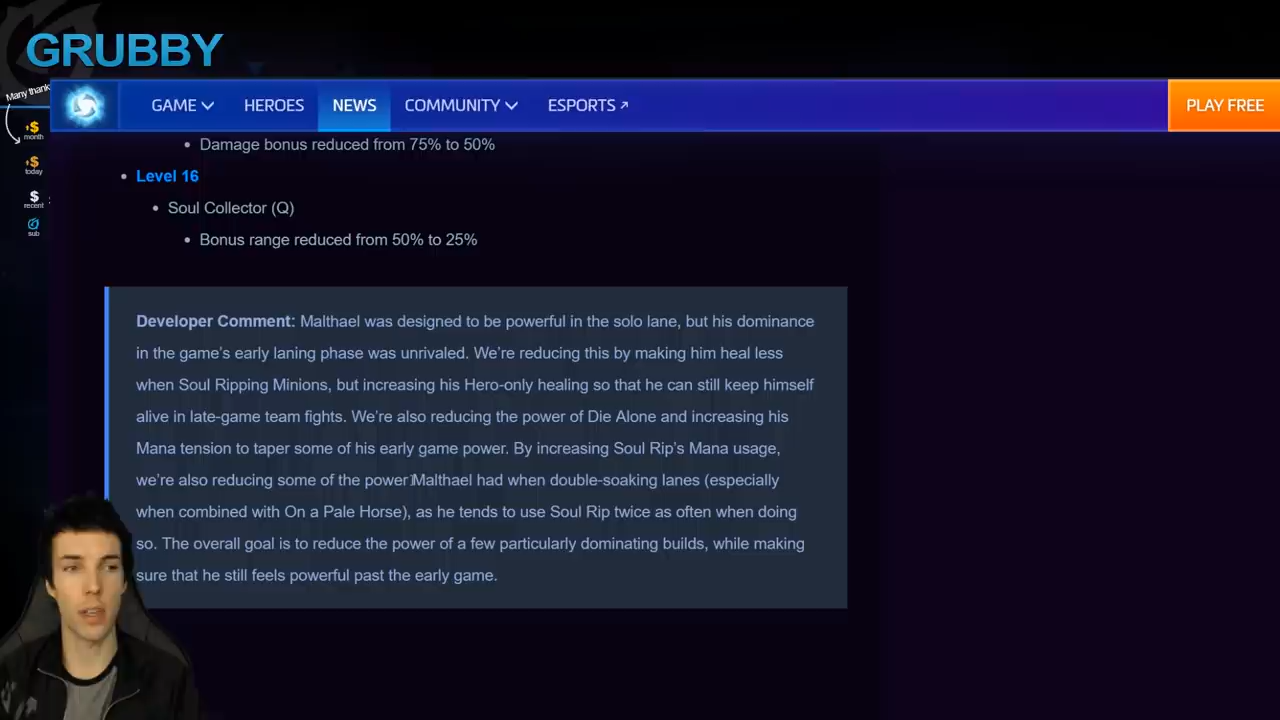 GRUBBY
Many thank
GAME
HEROES
NEWS
COMMUNITY
ESPORTS
PLAY FREE
$
month
$
today
$
recent
sub
Damage bonus reduced from 75% to 50%
Level 16
Soul Collector (Q)
Bonus range reduced from 50% to 25%
Developer Comment: Malthael was designed to be powerful in the solo lane, but his dominance
in the game’s early laning phase was unrivaled. We’re reducing this by making him heal less
when Soul Ripping Minions, but increasing his Hero-only healing so that he can still keep himself
alive in late-game team fights. We’re also reducing the power of Die Alone and increasing his
Mana tension to taper some of his early game power. By increasing Soul Rip’s Mana usage,
we’re also reducing some of the power Malthael had when double-soaking lanes (especially
when combined with On a Pale Horse), as he tends to use Soul Rip twice as often when doing
so. The overall goal is to reduce the power of a few particularly dominating builds, while making
sure that he still feels powerful past the early game.